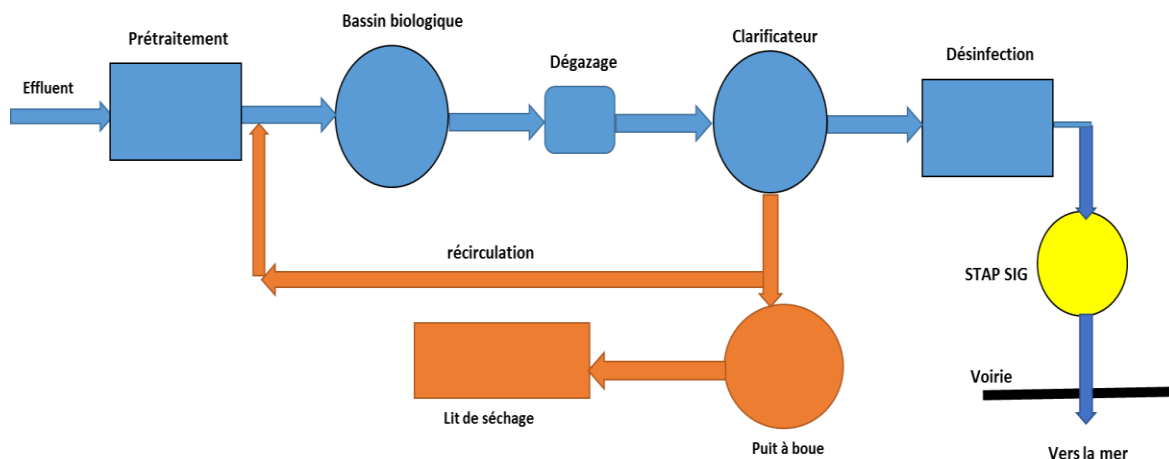 Effluent
Prétraitement
Bassin biologique
Dégazage
Clarificateur
Désinfection
récirculation
STAP SIG
Lit de séchage
Puit à boue
Voirie
Vers la mer